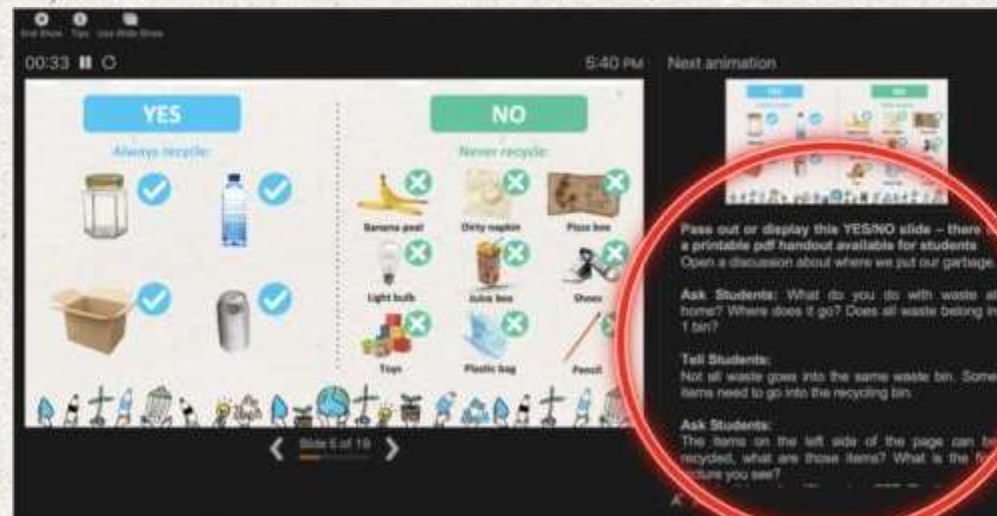 End Show Tips Use Slide Show
00:33
5:40 PM
Next animation
YES
NO
Always recycle:
Never recycle:
Banana peel
Dirty napkin
Pizza box
Light bulb
Juice box
Shoes
Toys
Plastic bag
Pencil
Slide 5 of 19
YES
NO
Pass out or display this YES/NO slide – there
a printable pdf handout available for students
Open a discussion about where we put our garbage.
Ask Students: What do you do with waste at
home? Where does it go? Does all waste belong in
1 bin?
Tell Students:
Not all waste goes into the same waste bin. Some
items need to go into the recycling bin.
Ask Students:
The items on the left side of the page can be
recycled, what are those items? What is the
picture you see?